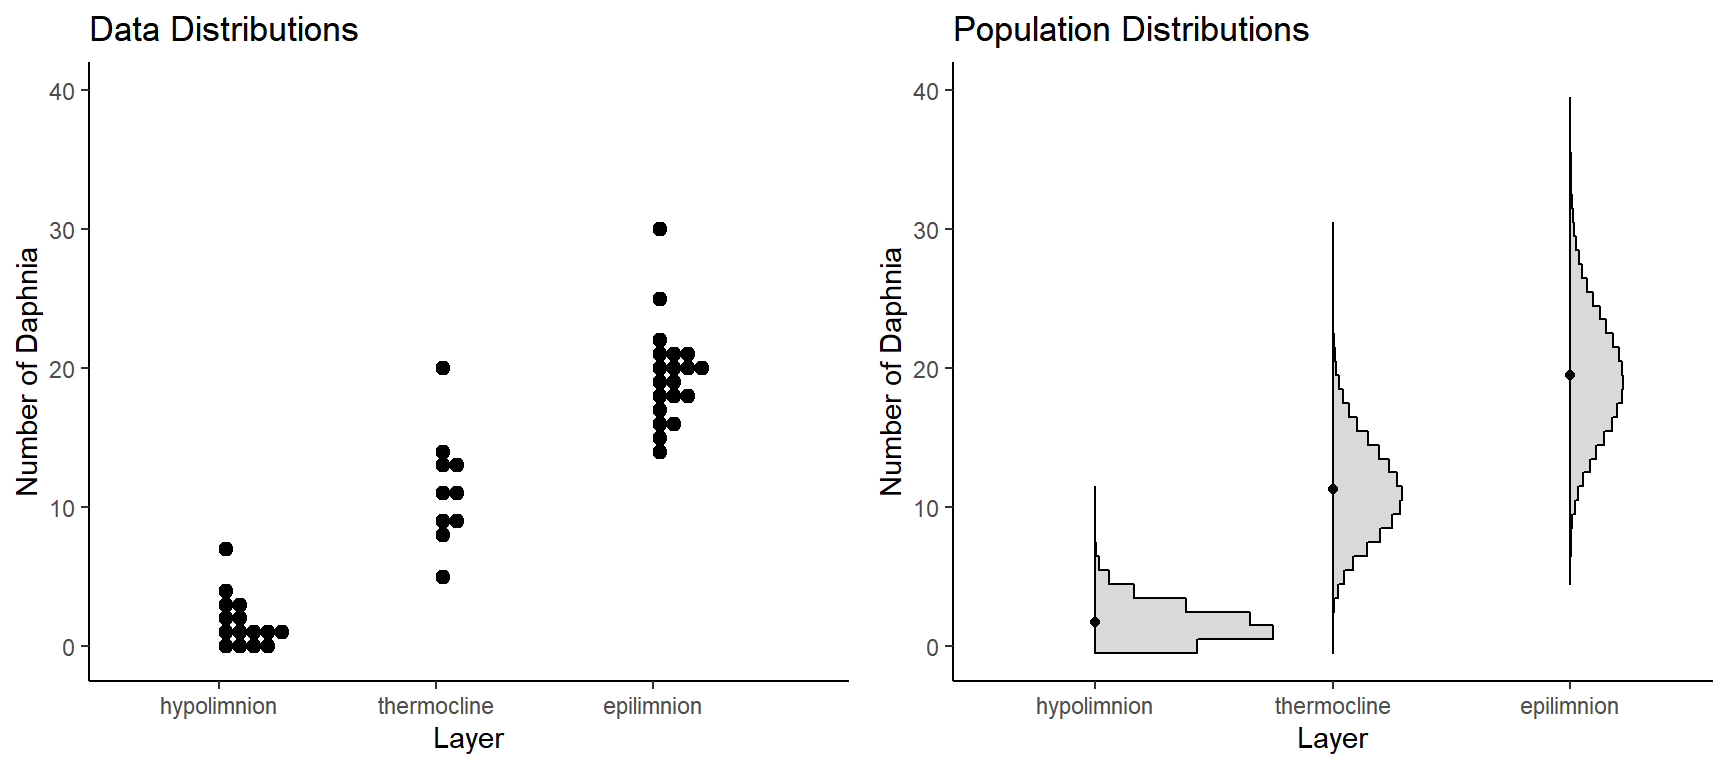 Data Distributions
Number of Daphnia
40
30
20
10
0
hypolimnion thermocline epilimnion
Layer
Population Distributions
Number of Daphnia
40
30
20
10
0
hypolimnion thermocline epilimnion
Layer